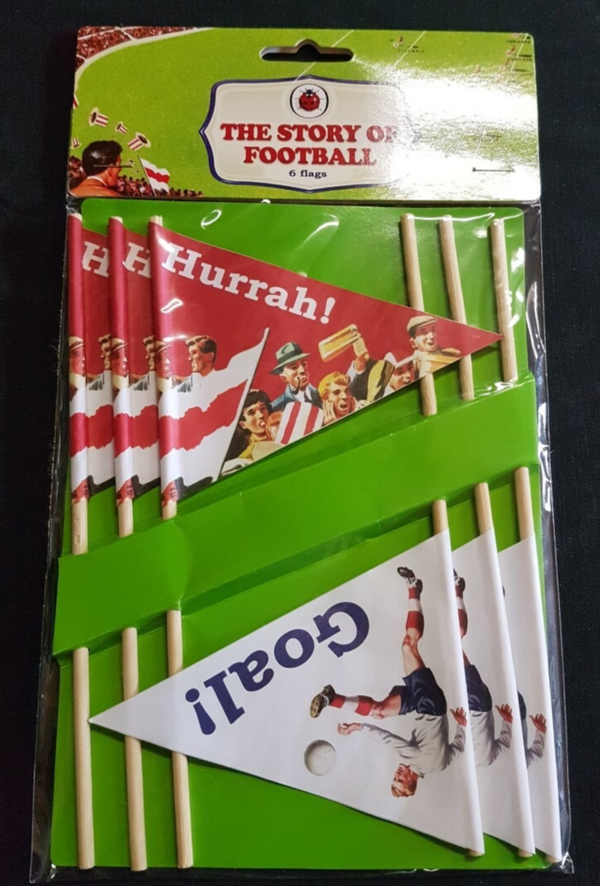 THE STORY OF
FOOTBALL
6 flags
H
H
Hurrah!
Goal!